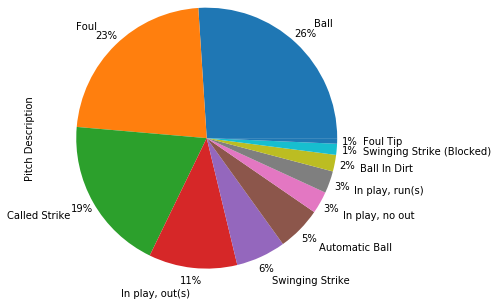 Ball
26%
Foul
23%
Called Strike
19%
In play, out(s)
11%
Swinging Strike
6%
Automatic Ball
5%
In play, no out
3%
In play, run(s)
3%
Ball In Dirt
2%
Swinging Strike (Blocked)
1%
Foul Tip
1%
Pitch Description